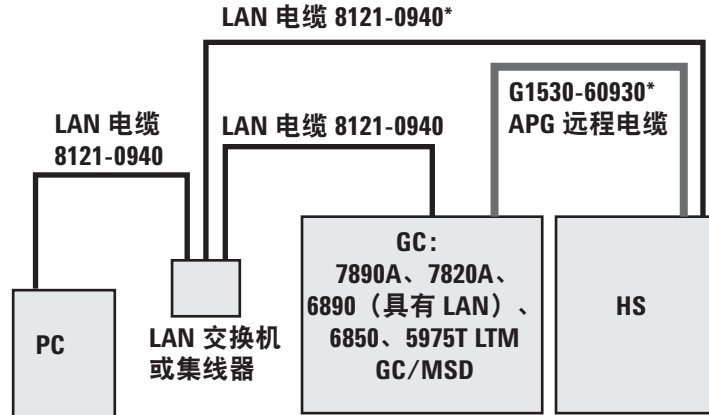 LAN 电缆 8121-0940*
G1530-60930*
APG 远程电缆
LAN 电缆
8121-0940
LAN 电缆 8121-0940
GC：
7890A、7820A、
6890（具有 LAN）、
6850、5975T LTM
GC/MSD
HS
PC
LAN 交换机
或集线器